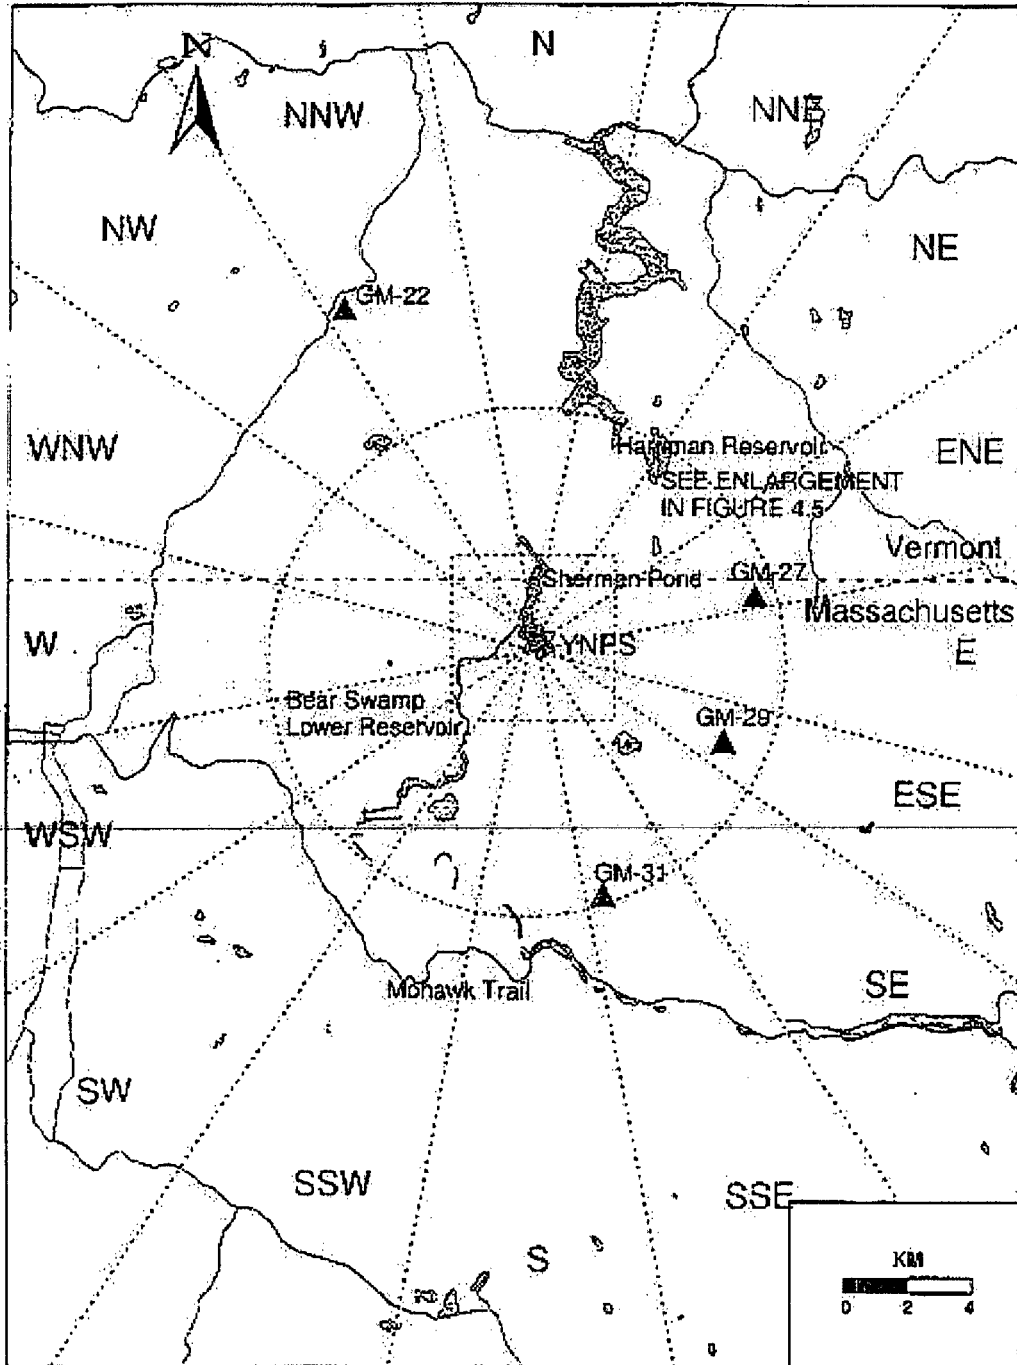 N
N
NNW
NNE
NW
NE
GM-22
WNW
Harriman Reservoir
ENE
SEE ENLARGEMENT
IN FIGURE 4.5
Vermont
Sherman Pond
GM-27
Massachusetts
W
YNPS
E
Bear Swamp
Lower Reservoir
GM-29
ESE
WSW
GM-31
Mohawk Trail
SE
SW
SSW
SSE
S
KM
0 2 4